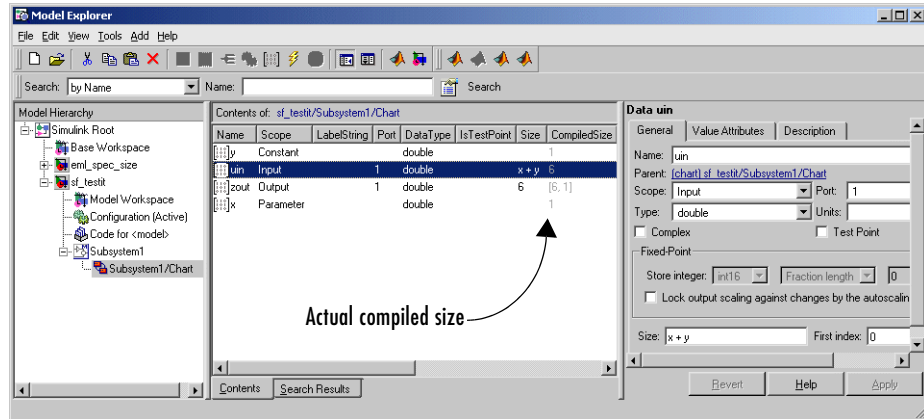 Model Explorer
File Edit View Tools Add Help
Search: by Name Name: Search
Model Hierarchy
Simulink Root
Base Workspace
eml_spec_size
sf_testit
Model Workspace
Configuration (Active)
Code for <model>
Subsystem1
Subsystem1/Chart
Contents of: sf_testit/Subsystem1/Chart
Name Scope LabelString Port DataType IsTestPoint Size CompiledSize
y Constant double 1
uin Input 1 double x + y 6
zout Output 1 double 6 [6, 1]
x Parameter double 1
Actual compiled size
Contents Search Results
Data uin
General Value Attributes Description
Name: uin
Parent: (chart) sf_testit/Subsystem1/Chart
Scope: Input Port: 1
Type: double Units:
Complex Test Point
Fixed-Point
Store integer: int16 Fraction length 0
Lock output scaling against changes by the autoscalin
Size: x + y First index: 0
Revert Help Apply